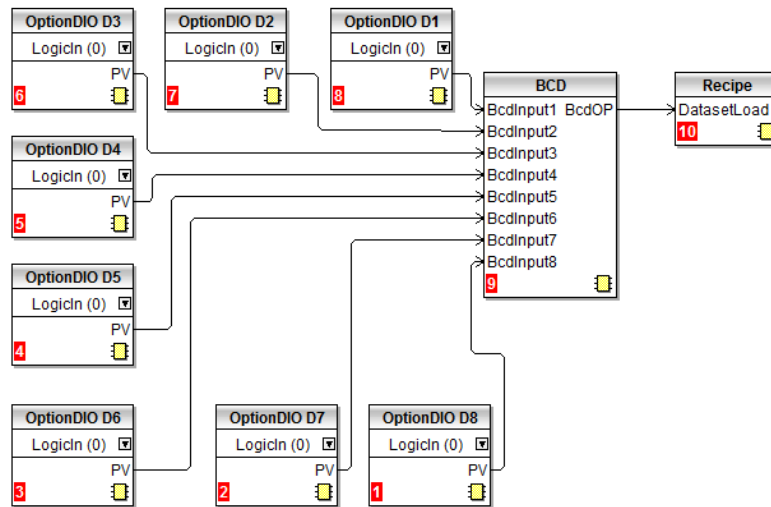 OptionDIO D3
LogicIn (0)
PV
6
OptionDIO D2
LogicIn (0)
PV
7
OptionDIO D1
LogicIn (0)
PV
8
BCD
BcdInput1 BcdOP
BcdInput2
BcdInput3
BcdInput4
BcdInput5
BcdInput6
BcdInput7
BcdInput8
9
Recipe
DatasetLoad
10
OptionDIO D4
LogicIn (0)
PV
5
OptionDIO D5
LogicIn (0)
PV
4
OptionDIO D6
LogicIn (0)
PV
3
OptionDIO D7
LogicIn (0)
PV
2
OptionDIO D8
LogicIn (0)
PV
1